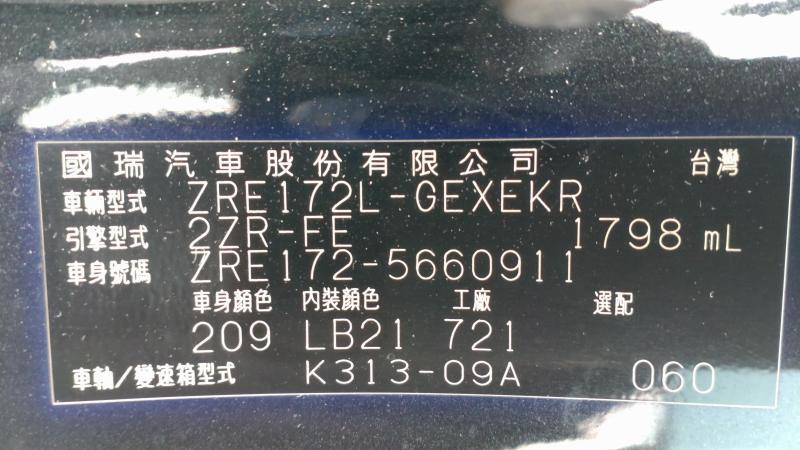 國瑞汽車股份有限公司 台灣
車輛型式 ZRE172L-GEXEKR
引擎型式 2ZR-FE 1798 mL
車身號碼 ZRE172-5660911
車身顏色 內裝顏色 工廠 選配
209 LB21 721
車軸/變速箱型式 K313-09A 060